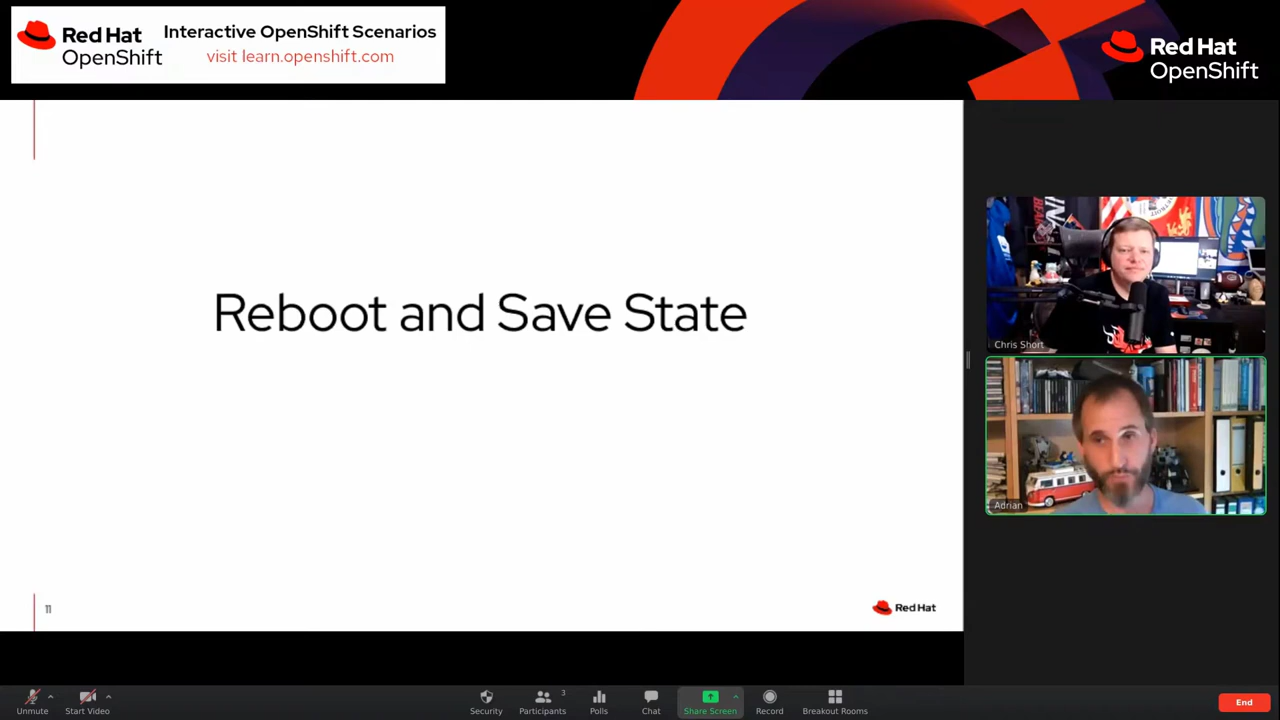 Red Hat
OpenShift
Interactive OpenShift Scenarios
visit learn.openshift.com
Red Hat
OpenShift
Reboot and Save State
11
Red Hat
Chris Short
Adrian
Unmute
Start Video
Security
Participants
3
Polls
Chat
Share Screen
Record
Breakout Rooms
End